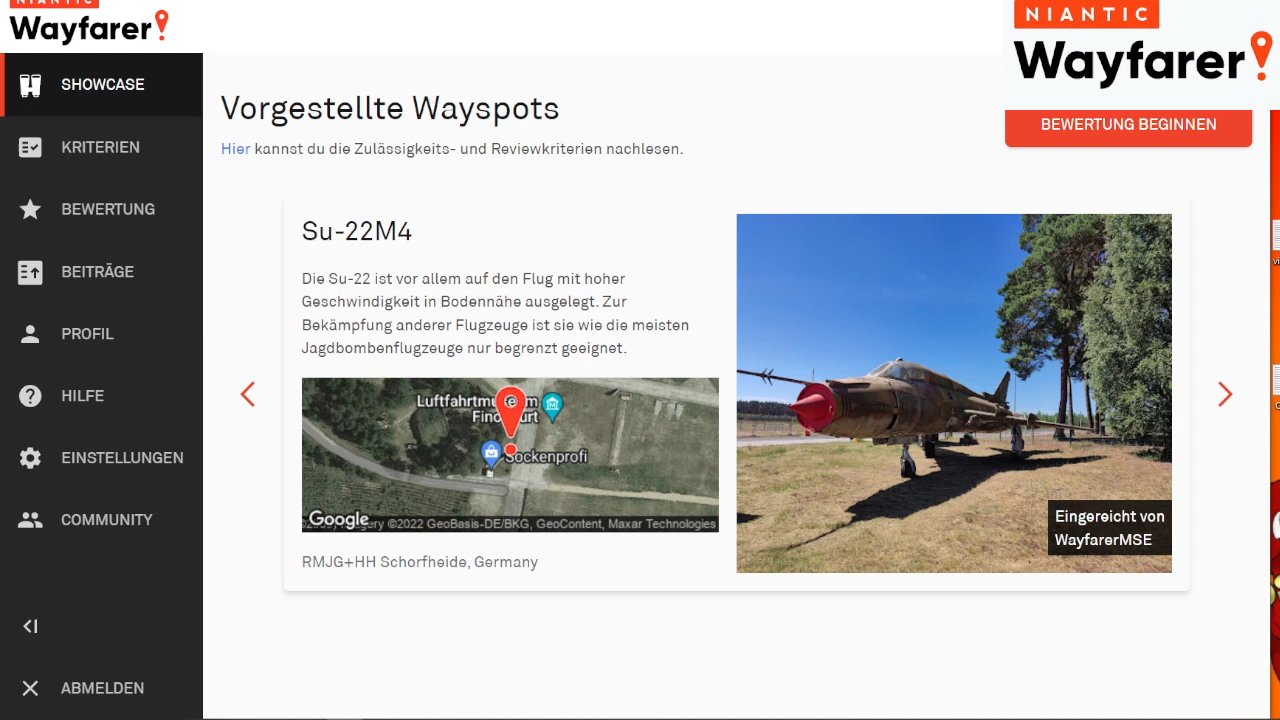 NIANTIC
Wayfarer
NIANTIC
Wayfarer
SHOWCASE
KRITERIEN
BEWERTUNG
BEITRÄGE
PROFIL
HILFE
EINSTELLUNGEN
COMMUNITY
ABMELDEN
Vorgestellte Wayspots
Hier kannst du die Zulässigkeits- und Reviewkriterien nachlesen.
BEWERTUNG BEGINNEN
Su-22M4
Die Su-22 ist vor allem auf den Flug mit hoher
Geschwindigkeit in Bodennähe ausgelegt. Zur
Bekämpfung anderer Flugzeuge ist sie wie die meisten
Jagdbombenflugzeuge nur begrenzt geeignet.
Sockenprofi
Google
©2022 GeoBasis-DE/BKG, GeoContent, Maxar Technologies
RMJG+HH Schorfheide, Germany
Eingereicht von
WayfarerMSE